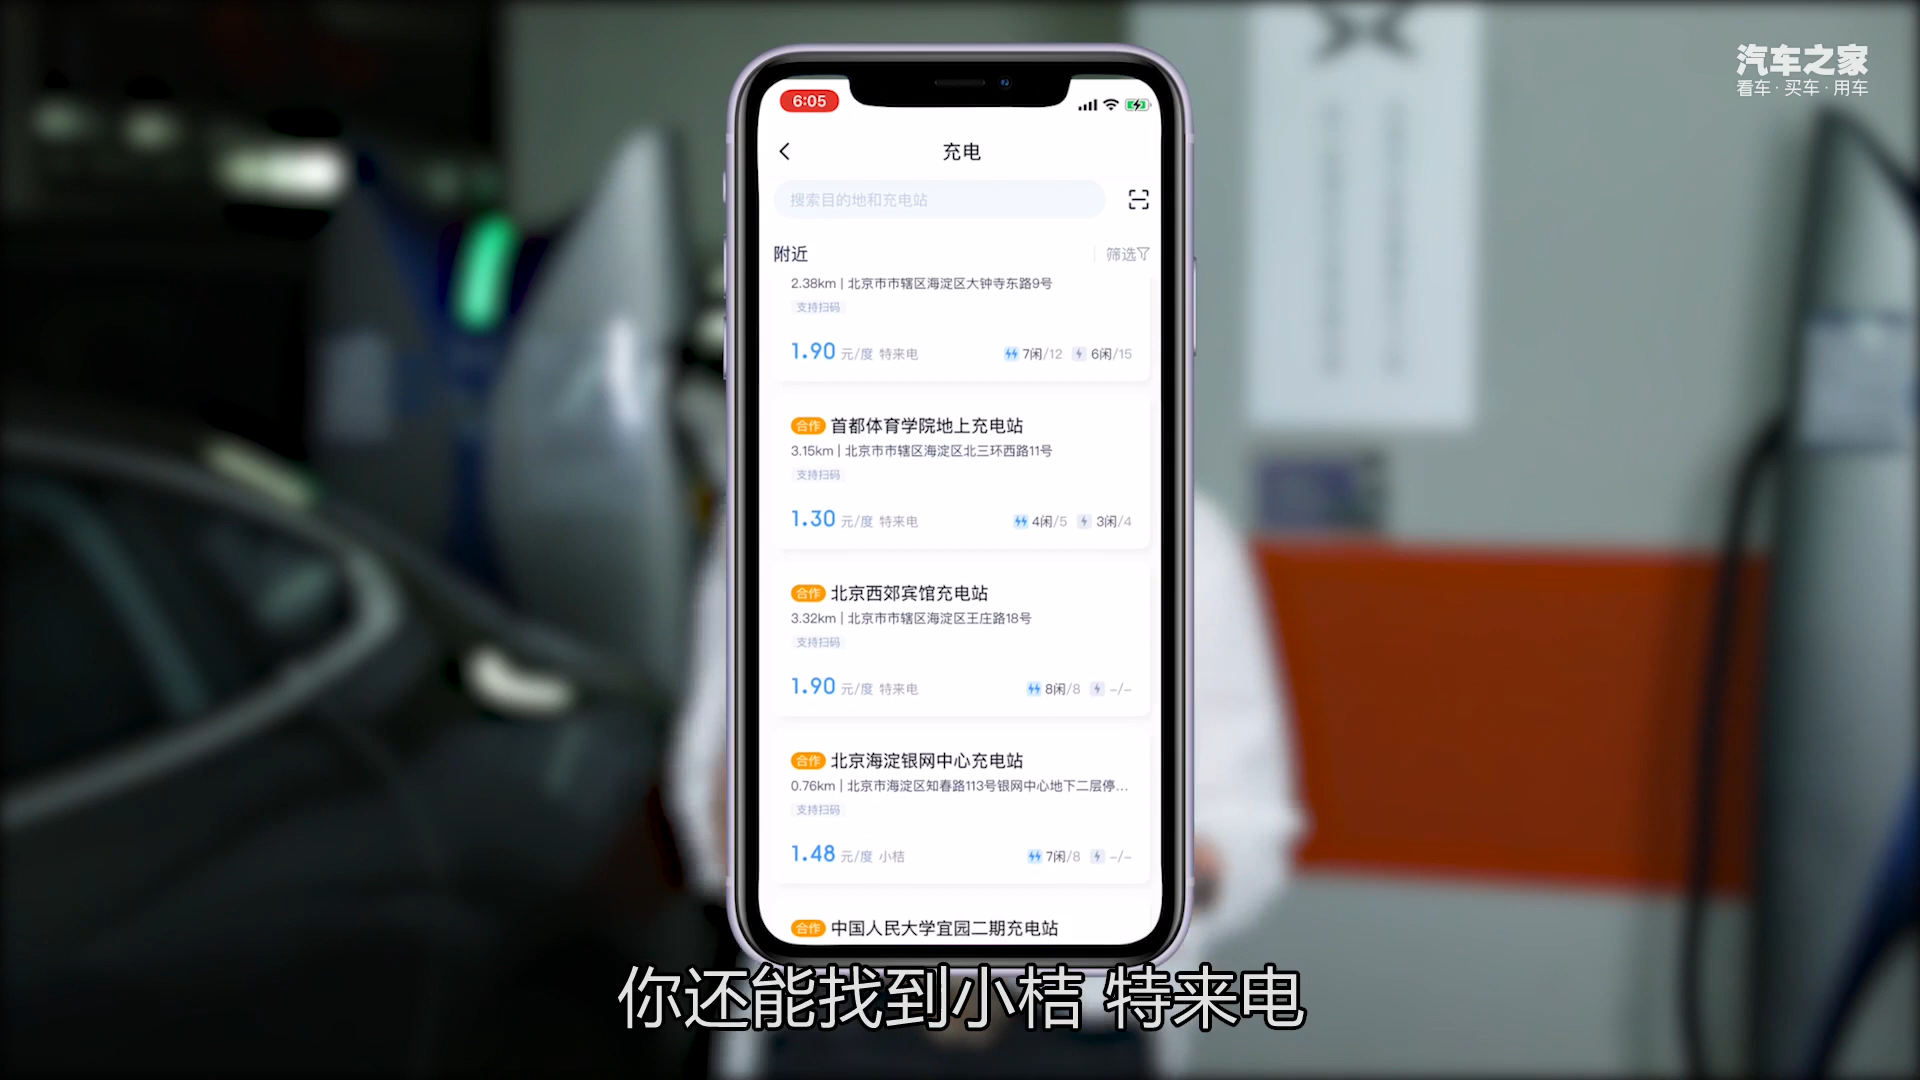 汽车之家
看车·买车·用车
6:05
充电
搜索目的地和充电站
附近
筛选
2.38km | 北京市市辖区海淀区大钟寺东路9号
支持扫码
1.90 元/度 特来电 7闲/12 6闲/15
合作 首都体育学院地上充电站
3.15km | 北京市市辖区海淀区北三环西路11号
支持扫码
1.30 元/度 特来电 4闲/5 3闲/4
合作 北京西郊宾馆充电站
3.32km | 北京市市辖区海淀区王庄路18号
支持扫码
1.90 元/度 特来电 8闲/8 -/-
合作 北京海淀银网中心充电站
0.76km | 北京市海淀区知春路113号银网中心地下二层停...
支持扫码
1.48 元/度 小桔 7闲/8 -/-
合作 中国人民大学宜园二期充电站
你还能找到小桔 特来电